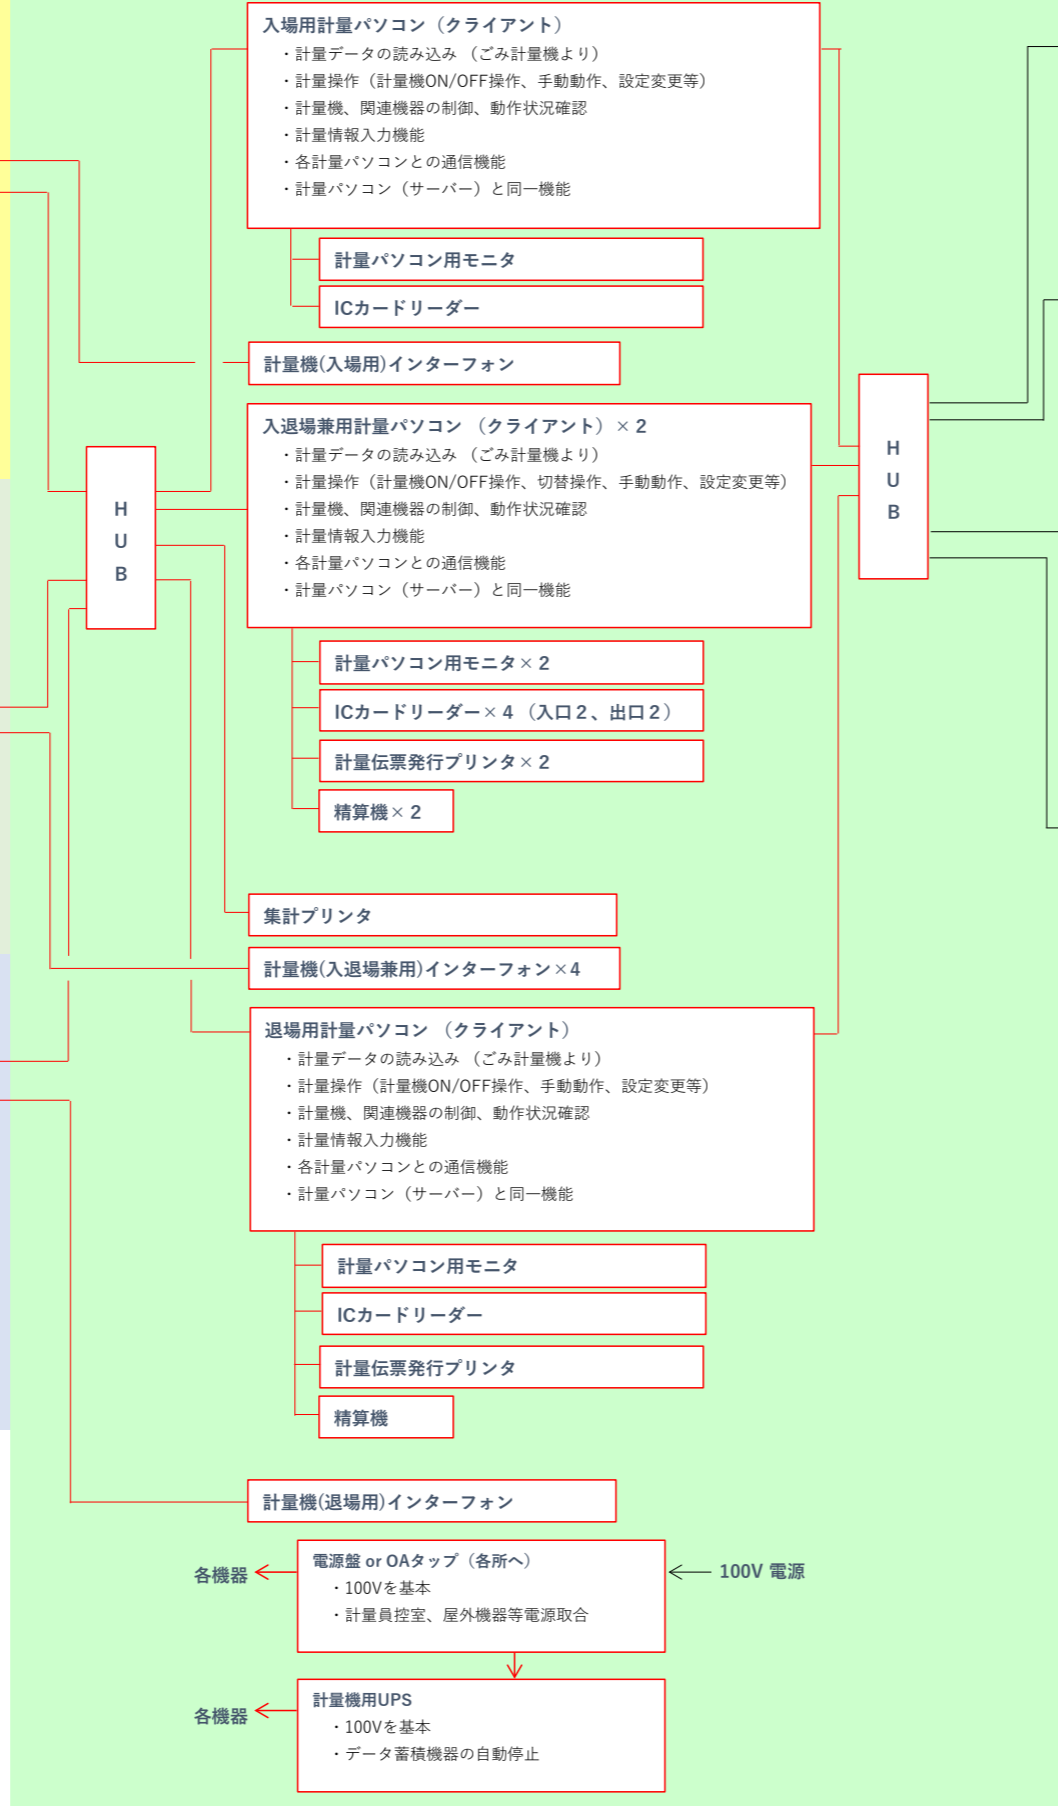 入場用計量パソコン（クライアント）
・計量データの読み込み （ごみ計量機より）
・計量操作（計量機ON/OFF操作、手動動作、設定変更等）
・計量機、関連機器の制御、動作状況確認
・計量情報入力機能
・各計量パソコンとの通信機能
・計量パソコン（サーバー）と同一機能
計量パソコン用モニタ
ICカードリーダー
計量機(入場用)インターフォン
入退場兼用計量パソコン （クライアント）×２
・計量データの読み込み （ごみ計量機より）
・計量操作（計量機ON/OFF操作、切替操作、手動動作、設定変更等）
・計量機、関連機器の制御、動作状況確認
・計量情報入力機能
・各計量パソコンとの通信機能
・計量パソコン（サーバー）と同一機能
H
U
B
H
U
B
計量パソコン用モニタ×２
ICカードリーダー×４（入口２、出口２）
計量伝票発行プリンタ×２
精算機×２
集計プリンタ
計量機(入退場兼用)インターフォン×4
退場用計量パソコン （クライアント）
・計量データの読み込み （ごみ計量機より）
・計量操作（計量機ON/OFF操作、手動動作、設定変更等）
・計量機、関連機器の制御、動作状況確認
・計量情報入力機能
・各計量パソコンとの通信機能
・計量パソコン（サーバー）と同一機能
計量パソコン用モニタ
ICカードリーダー
計量伝票発行プリンタ
精算機
計量機(退場用)インターフォン
電源盤 or OAタップ（各所へ）
・100Vを基本
・計量員控室、屋外機器等電源取合
各機器
100V 電源
計量機用UPS
・100Vを基本
・データ蓄積機器の自動停止
各機器